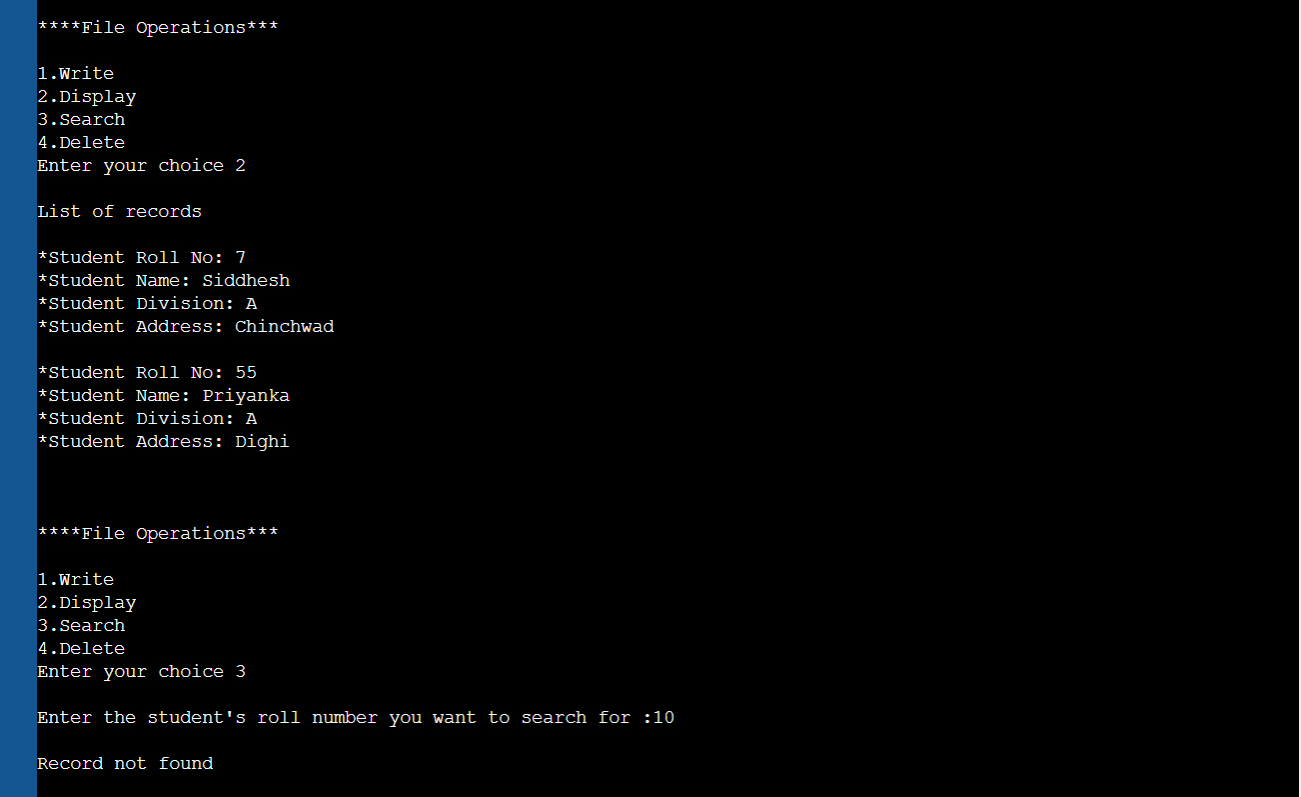 ****File Operations***
1.Write
2.Display
3.Search
4.Delete
Enter your choice 2
List of records
*Student Roll No: 7
*Student Name: Siddhesh
*Student Division: A
*Student Address: Chinchwad
*Student Roll No: 55
*Student Name: Priyanka
*Student Division: A
*Student Address: Dighi
****File Operations***
1.Write
2.Display
3.Search
4.Delete
Enter your choice 3
Enter the student's roll number you want to search for :10
Record not found